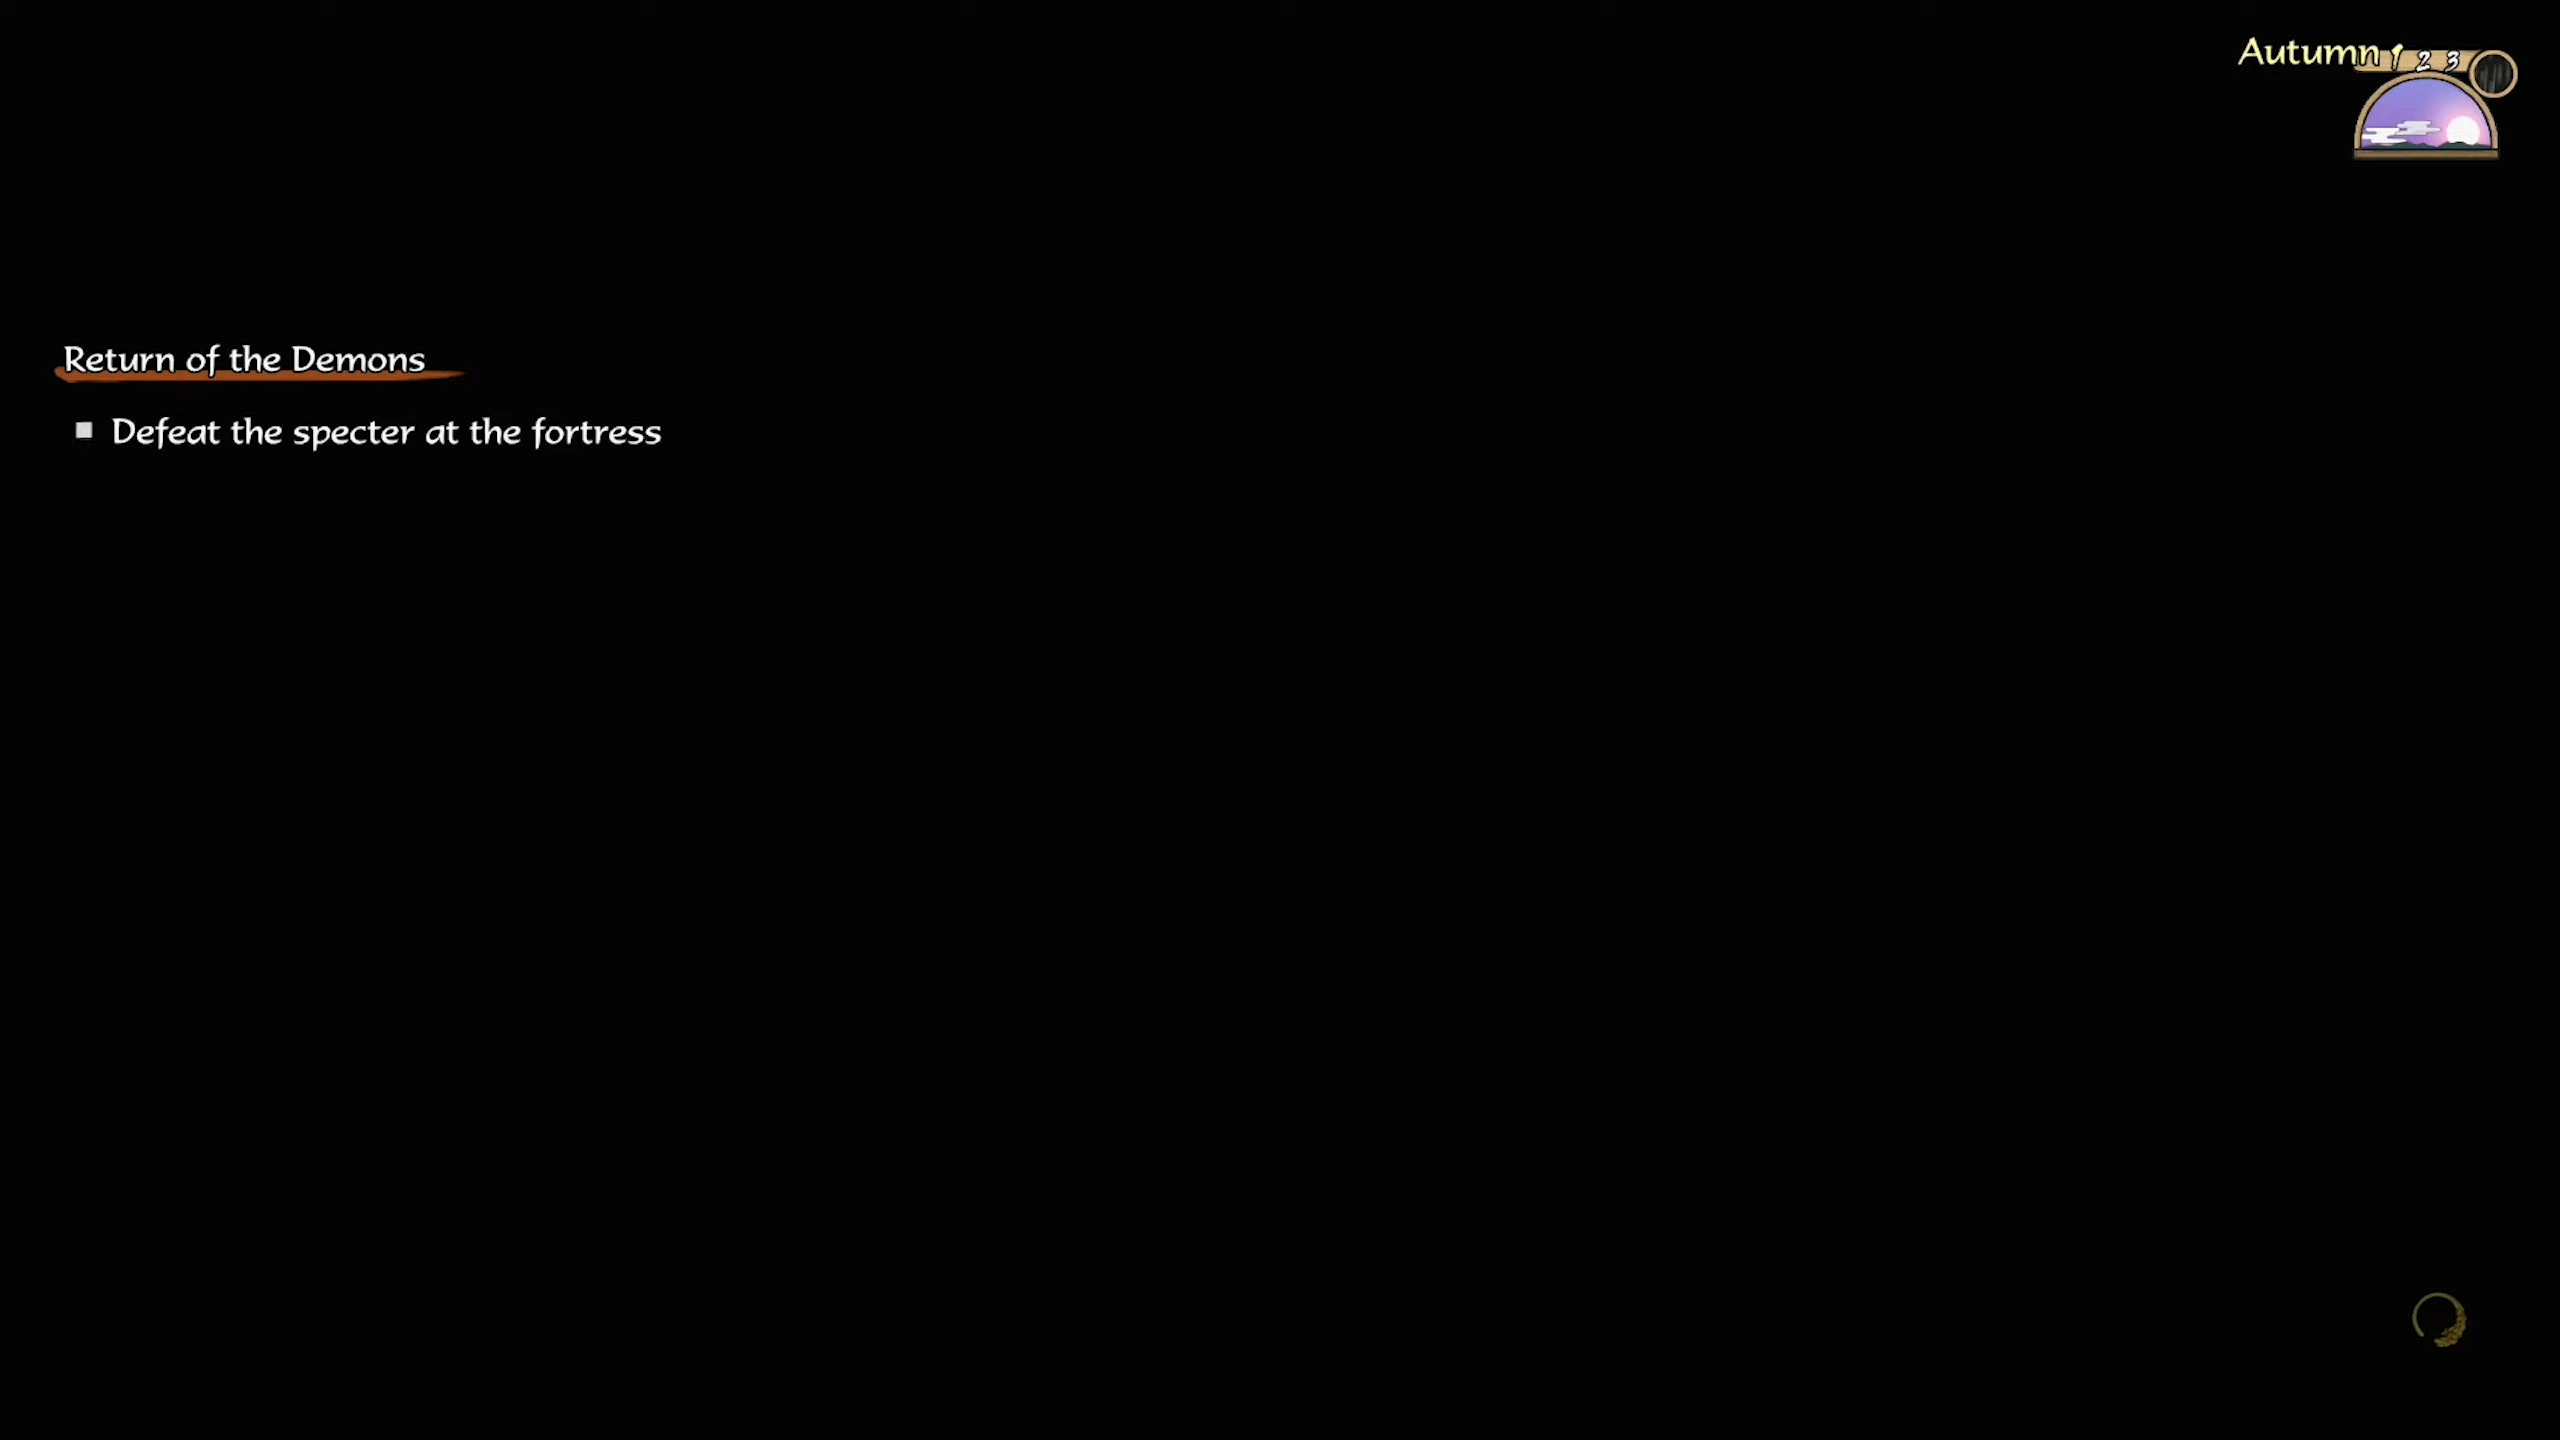 Autumn 1 2 3
Return of the Demons
Defeat the specter at the fortress